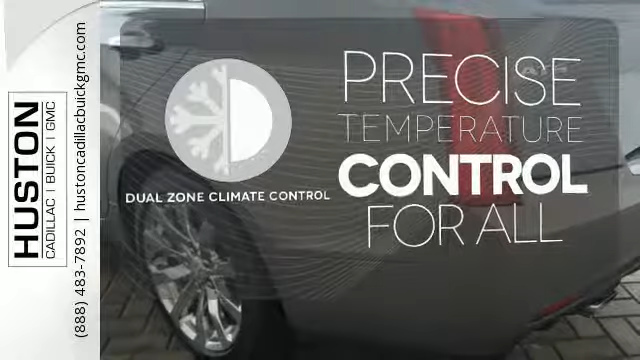 HUSTON
CADILLAC | BUICK | GMC
(888) 483-7892 | hustoncadillacbuickgmc.com
DUAL ZONE CLIMATE CONTROL
PRECISE
TEMPERATURE
CONTROL
FOR ALL